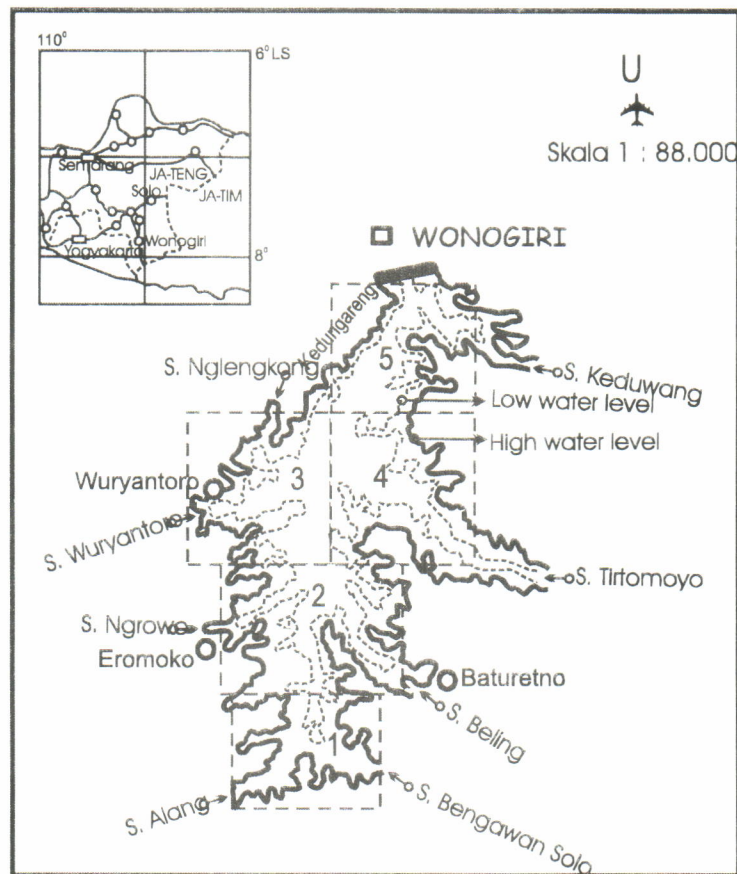 110°
6° LS
Semarang
JA-TENG
Solo
JA-TIM
Yogyakarta
Wonogiri
8°
U
Skala 1 : 88.000
WONOGIRI
Kedungareng
S. Nglengkong
5
S. Keduwang
Low water level
High water level
3
4
Wuryantoro
S. Wuryantoro
S. Tirtomoyo
2
S. Ngrowo
Eromoko
Baturetno
S. Beling
1
S. Alang
S. Bengawan Solo